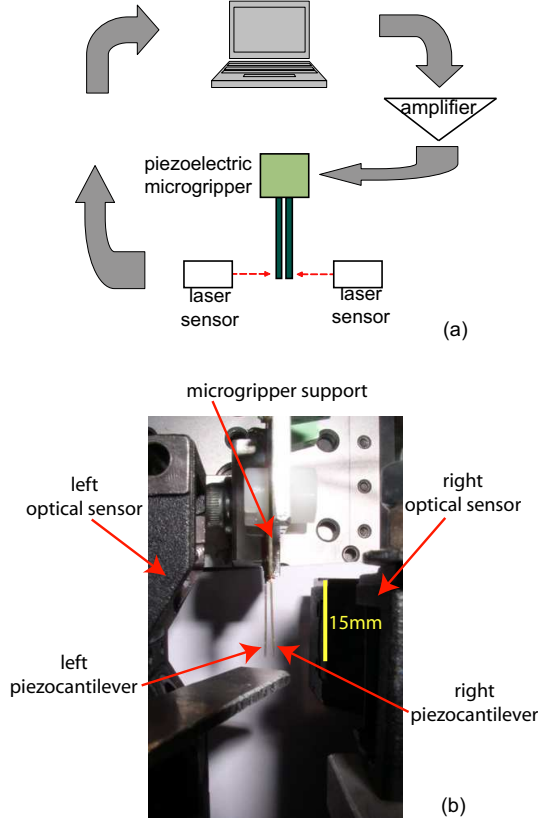 amplifier
piezoelectric
microgripper
laser
sensor
laser
sensor
(a)
microgripper support
left
optical sensor
right
optical sensor
15mm
left
piezocantilever
right
piezocantilever
(b)